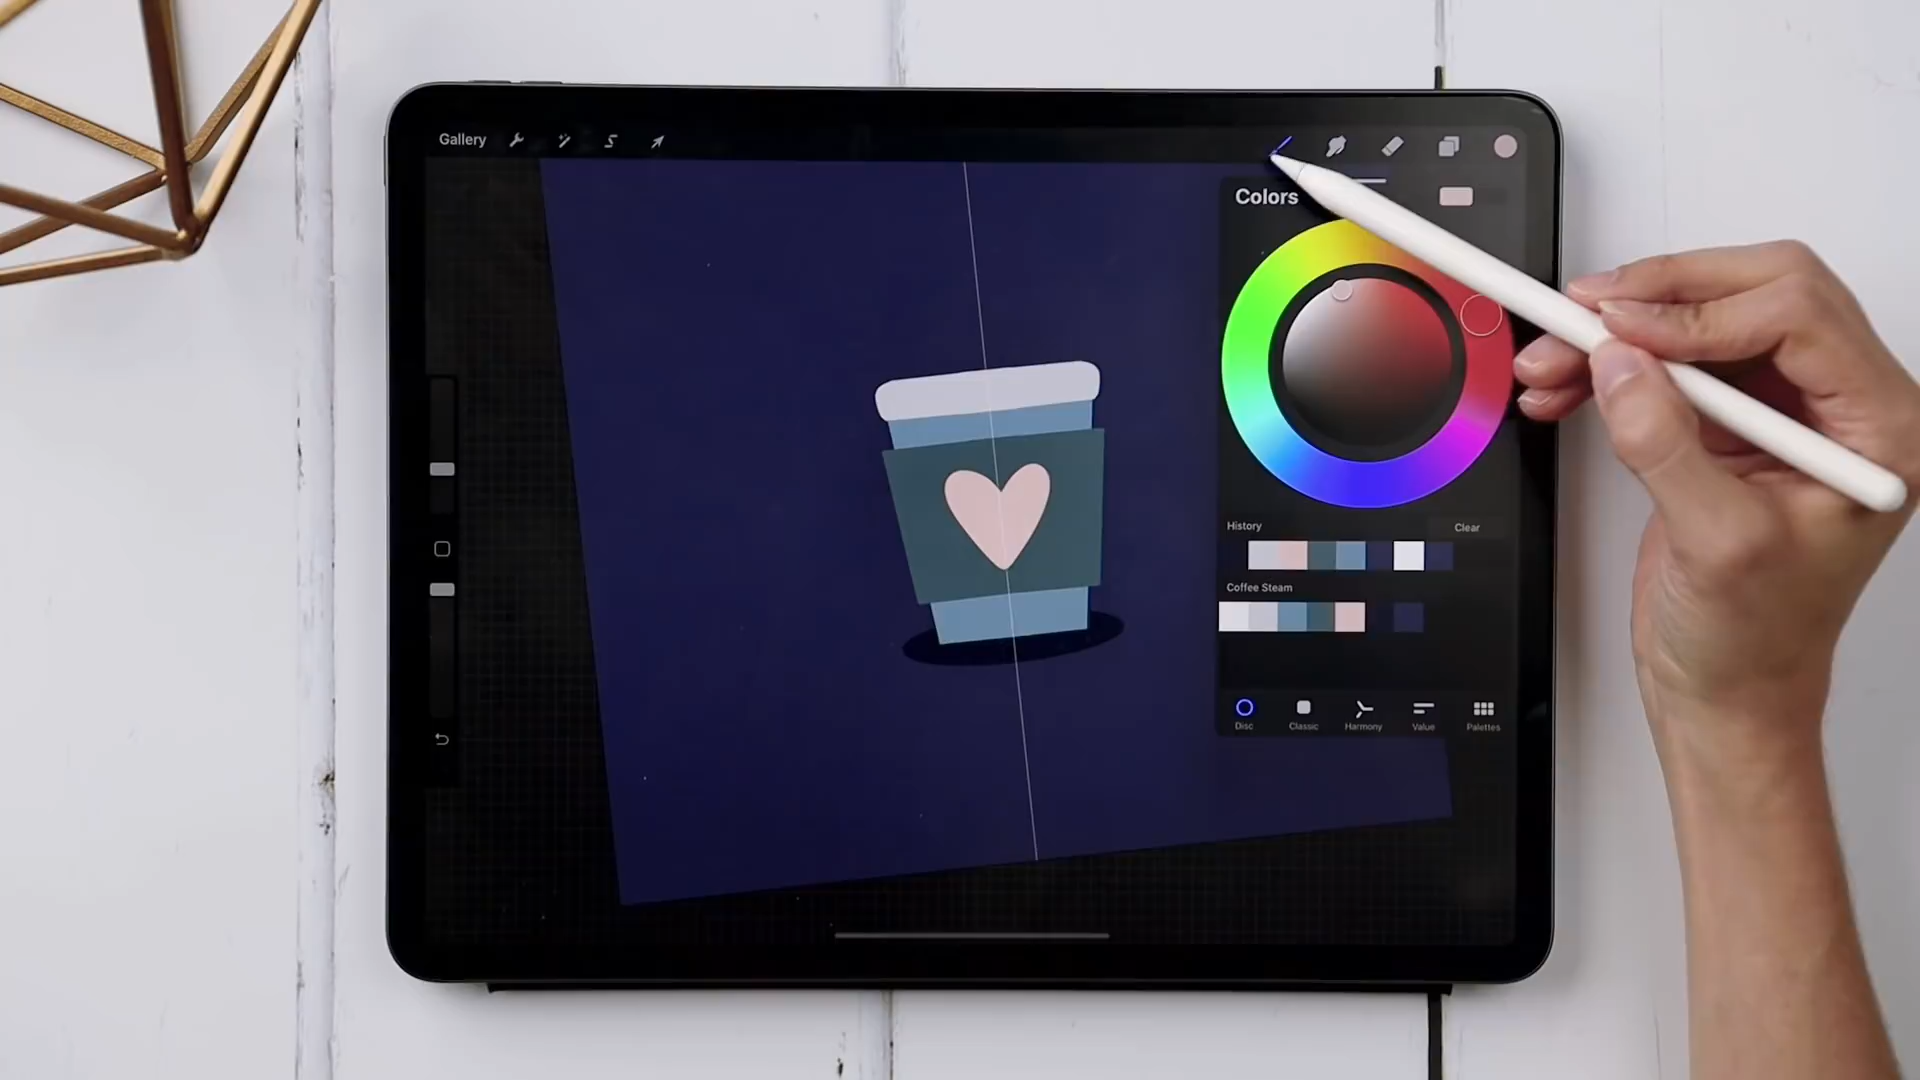 Gallery
Colors
History
Clear
Coffee Steam
Disc
Classic
Harmony
Value
Palettes